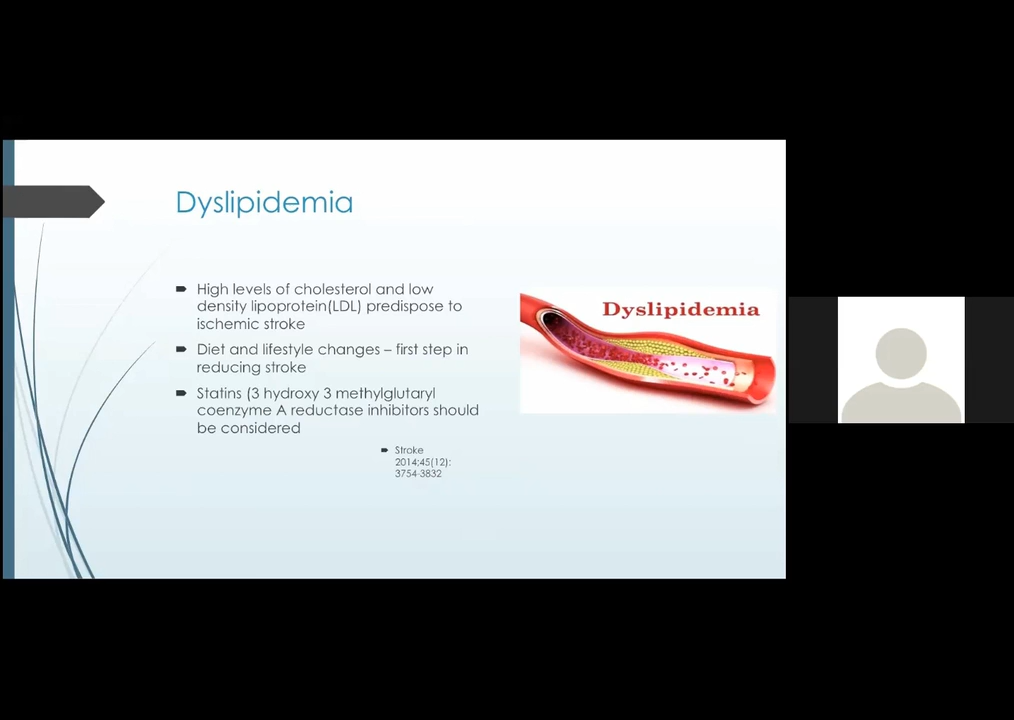 Dyslipidemia
High levels of cholesterol and low
density lipoprotein(LDL) predispose to
ischemic stroke
Diet and lifestyle changes – first step in
reducing stroke
Statins (3 hydroxy 3 methylglutaryl
coenzyme A reductase inhibitors should
be considered
Stroke
2014;45(12):
3754-3832
Dyslipidemia